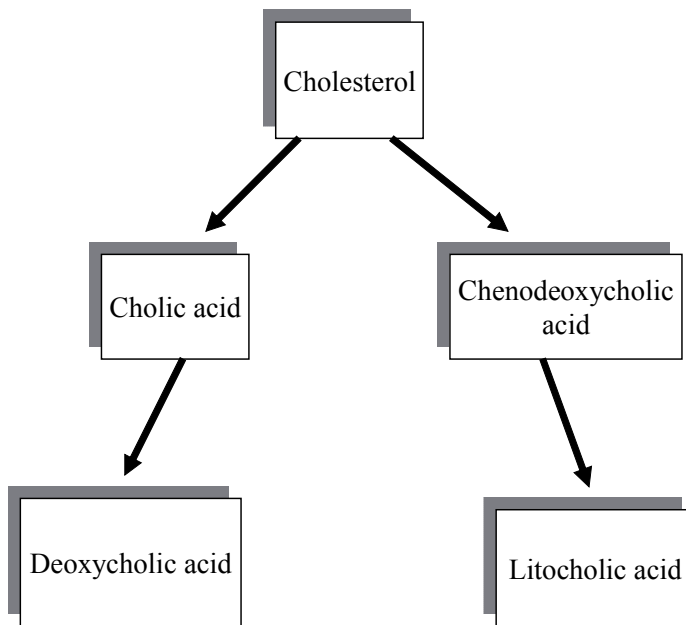 Cholesterol
Cholic acid
Chenodeoxycholic
acid
Deoxycholic acid
Litocholic acid